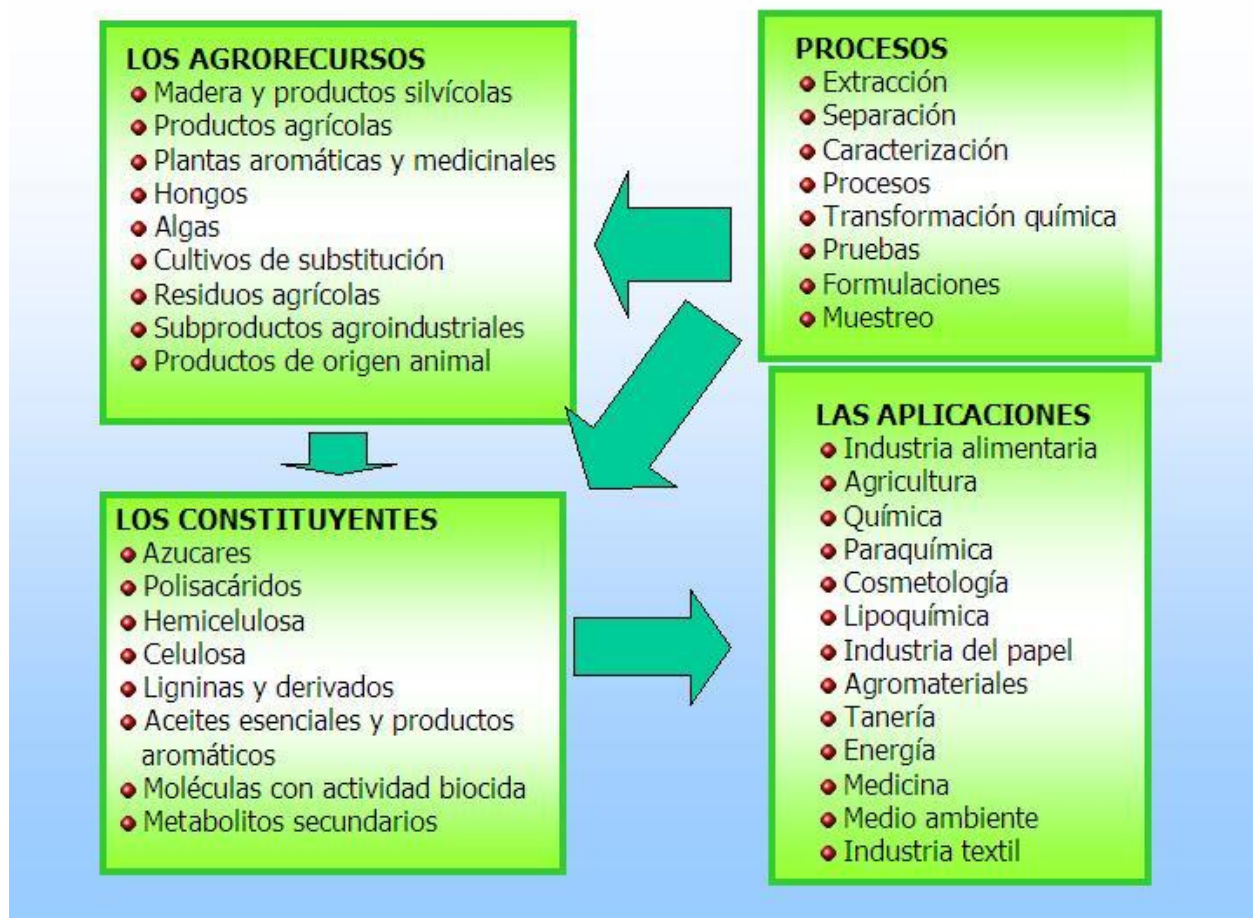 LOS AGRORECURSOS
Madera y productos silvícolas
Productos agrícolas
Plantas aromáticas y medicinales
Hongos
Algas
Cultivos de substitución
Residuos agrícolas
Subproductos agroindustriales
Productos de origen animal
PROCESOS
Extracción
Separación
Caracterización
Procesos
Transformación química
Pruebas
Formulaciones
Muestreo
LOS CONSTITUYENTES
Azucares
Polisacáridos
Hemicelulosa
Celulosa
Ligninas y derivados
Aceites esenciales y productos
aromáticos
Moléculas con actividad biocida
Metabolitos secundarios
LAS APLICACIONES
Industria alimentaria
Agricultura
Química
Paraquímica
Cosmetología
Lipoquímica
Industria del papel
Agromateriales
Tanería
Energía
Medicina
Medio ambiente
Industria textil